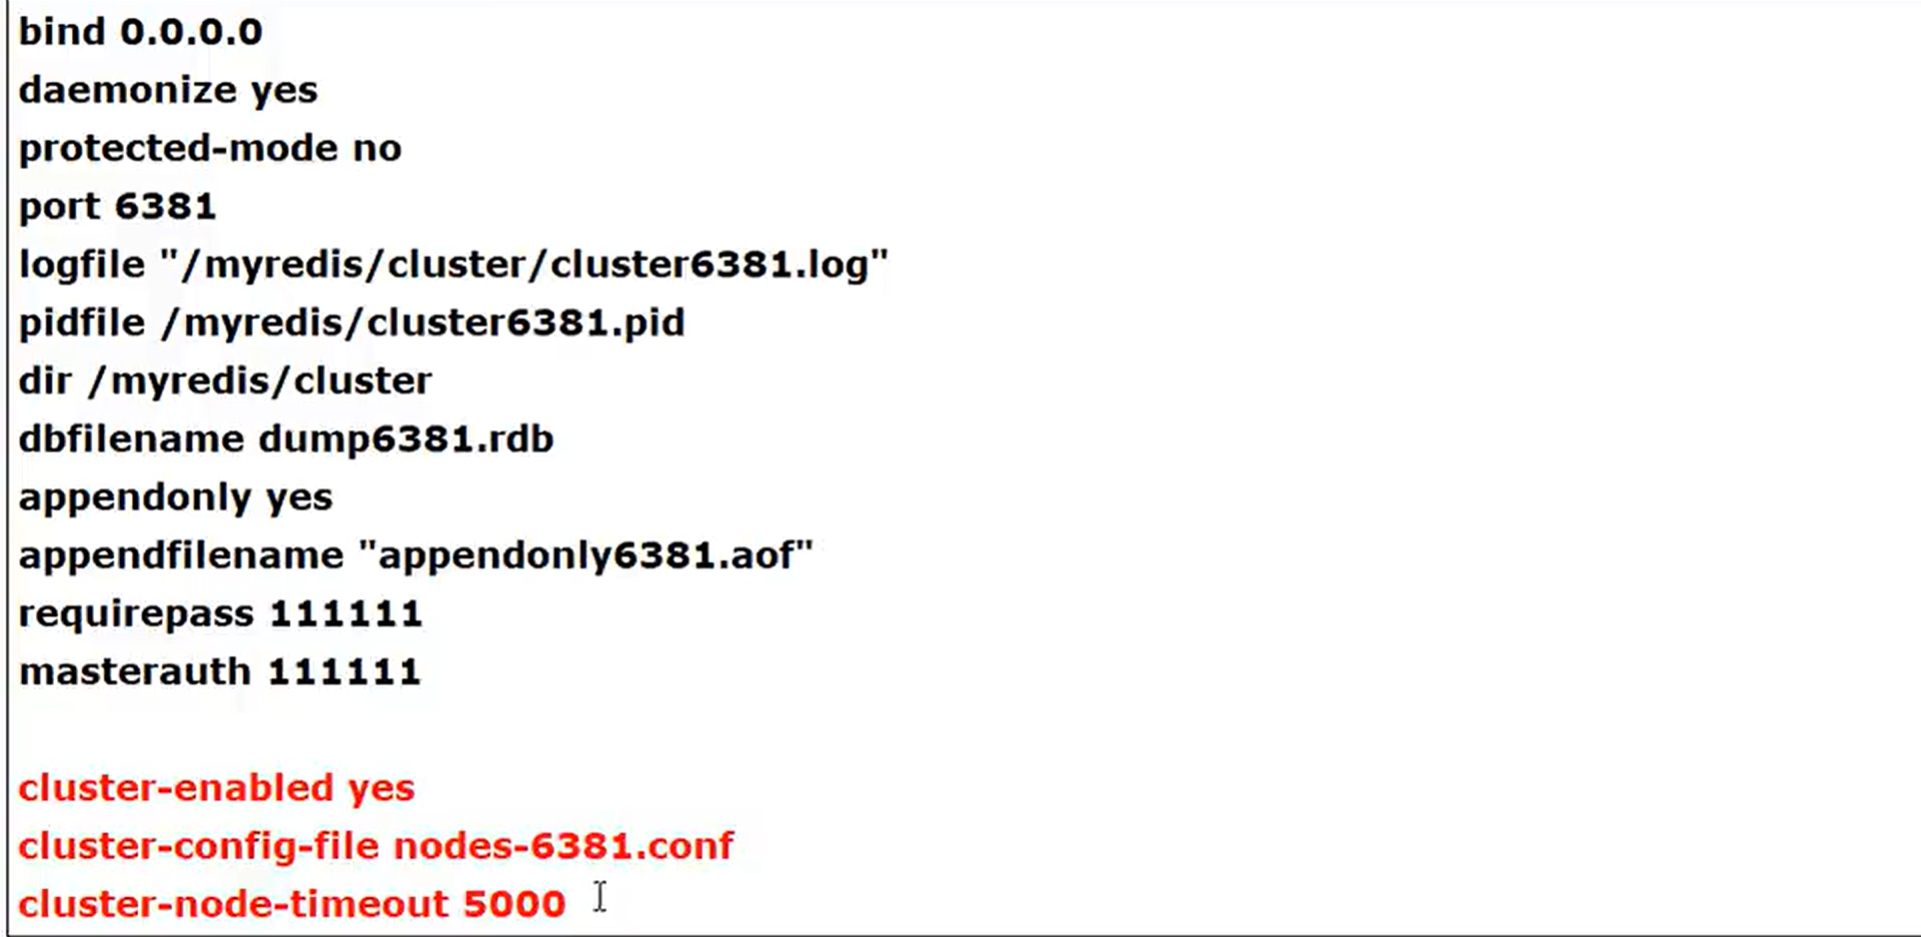 bind 0.0.0.0
daemonize yes
protected-mode no
port 6381
logfile "/myredis/cluster/cluster6381.log"
pidfile /myredis/cluster6381.pid
dir /myredis/cluster
dbfilename dump6381.rdb
appendonly yes
appendfilename "appendonly6381.aof"
requirepass 111111
masterauth 111111
cluster-enabled yes
cluster-config-file nodes-6381.conf
cluster-node-timeout 5000